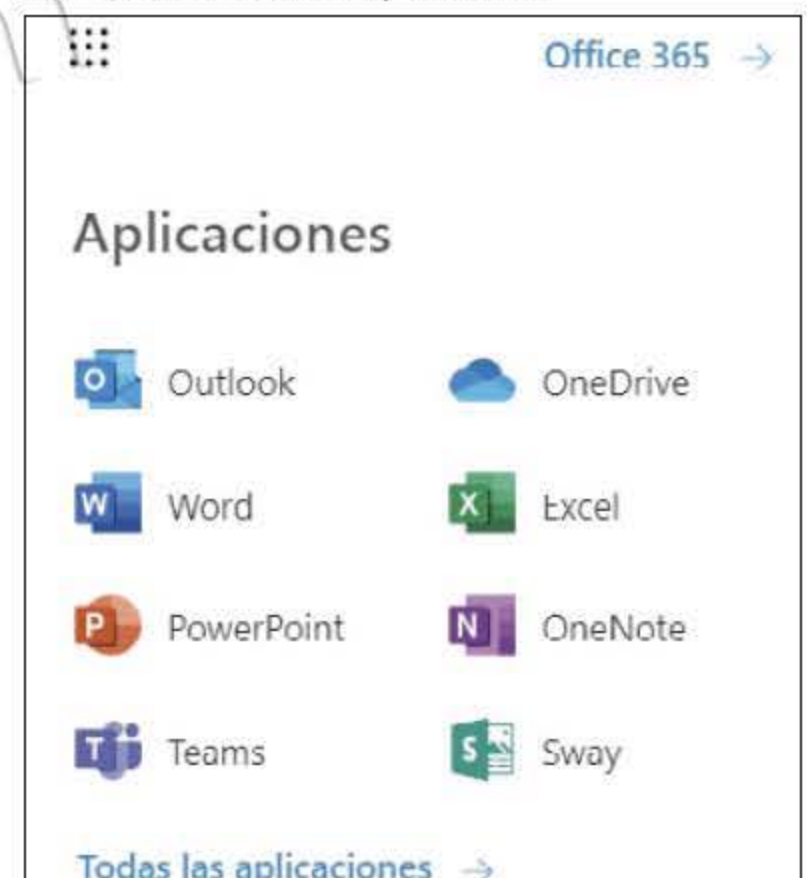 Office 365 →
Aplicaciones
O Outlook
OneDrive
W Word
X Excel
P PowerPoint
N OneNote
T Teams
S Sway
Todas las aplicaciones →